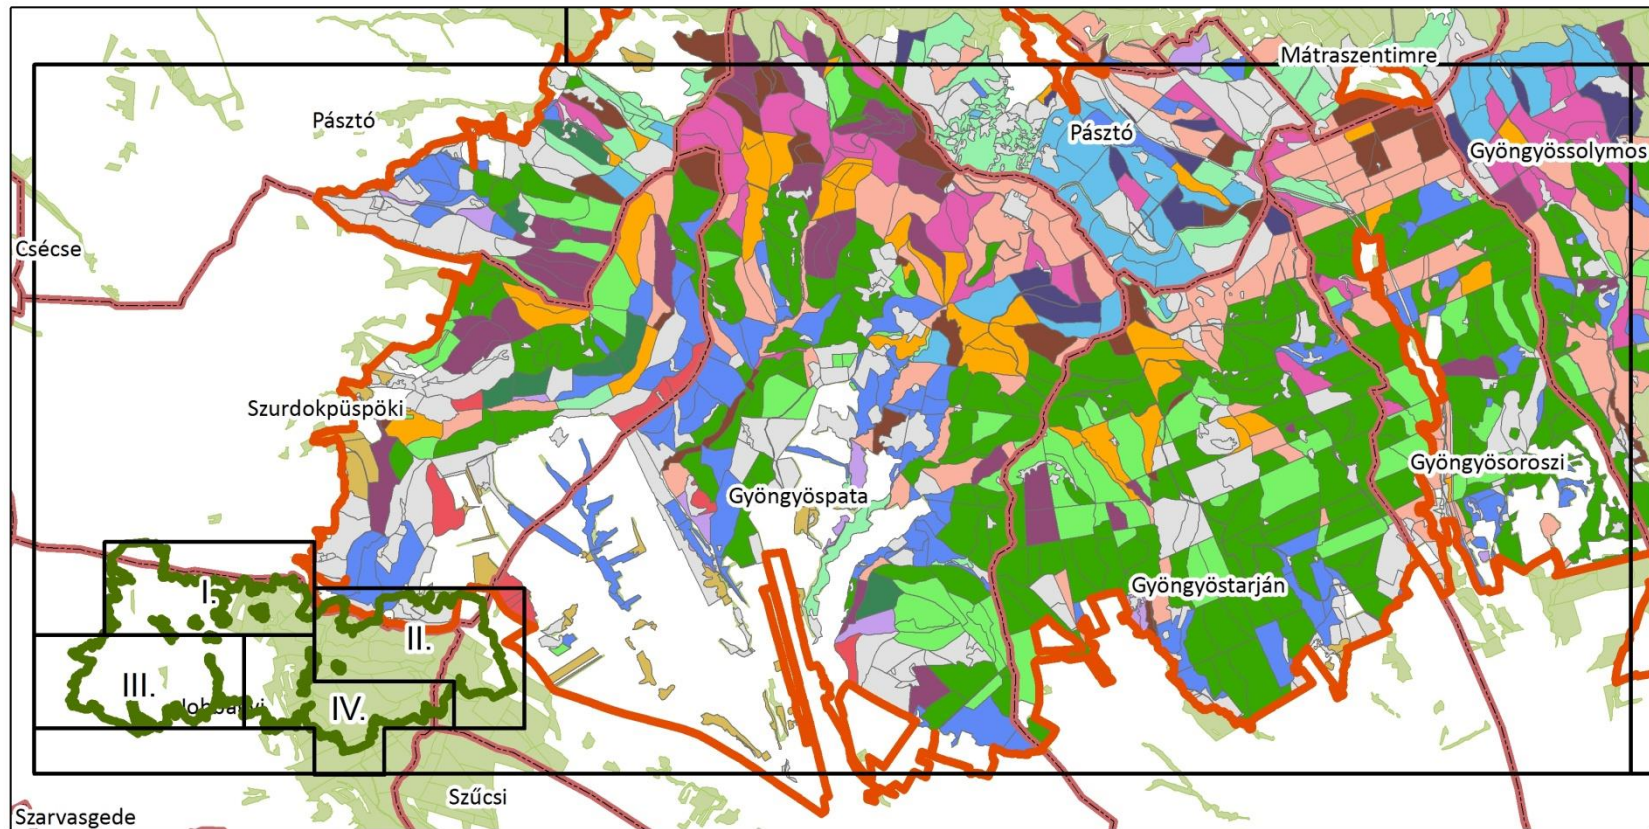 Mátraszentimre
Pásztó
Pásztó
Gyöngyössolymos
Csécse
Szurdokpüspöki
Gyöngyösoroszi
Gyöngyöspata
I.
Gyöngyöstarján
II.
III.
IV.
Szűcsi
Szarvasgede